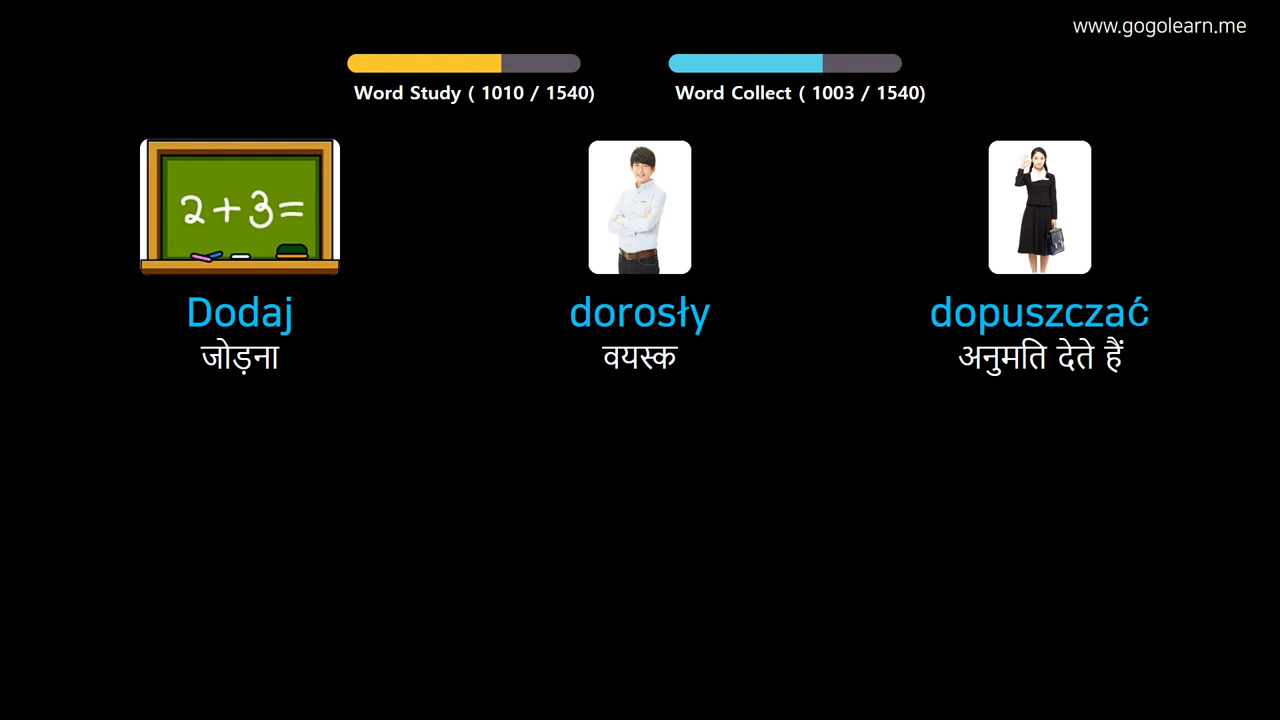 www.gogolearn.me
Word Study ( 1010 / 1540)
Word Collect ( 1003 / 1540)
2+3=
Dodaj
जोड़ना
dorosły
वयस्क
dopuszczać
अनुमति देते हैं